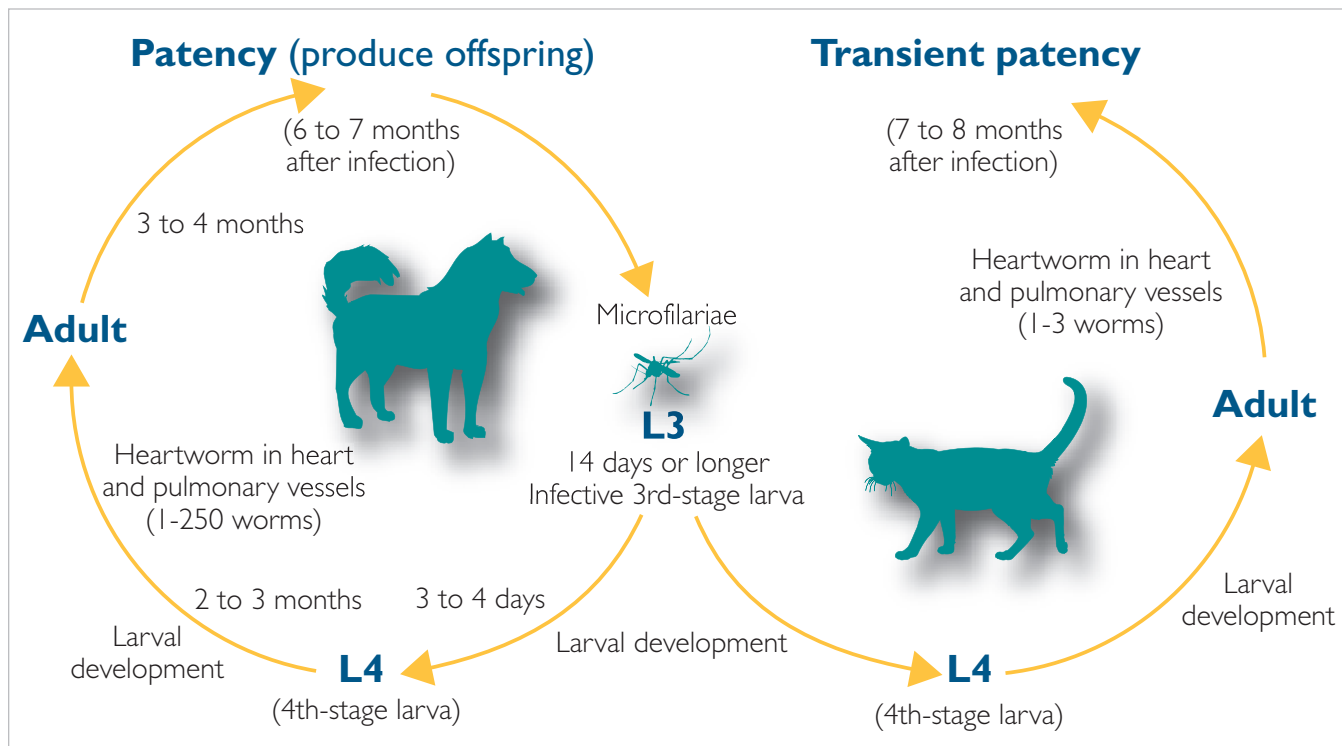 Patency (produce offspring)
(6 to 7 months
after infection)
3 to 4 months
Adult
Heartworm in heart
and pulmonary vessels
(1-250 worms)
2 to 3 months
Larval
development
L4
(4th-stage larva)
3 to 4 days
Microfilariae
L3
14 days or longer
Infective 3rd-stage larva
Larval development
Transient patency
(7 to 8 months
after infection)
Heartworm in heart
and pulmonary vessels
(1-3 worms)
Adult
Larval
development
L4
(4th-stage larva)